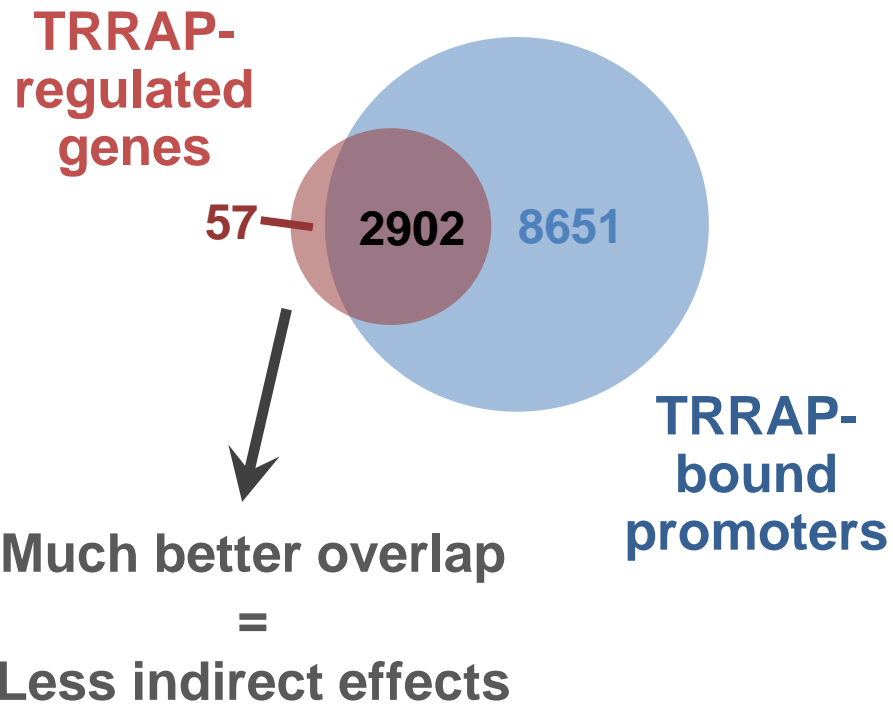 TRRAP-
regulated
genes
57
2902
8651
TRRAP-
bound
promoters
Much better overlap
=
Less indirect effects